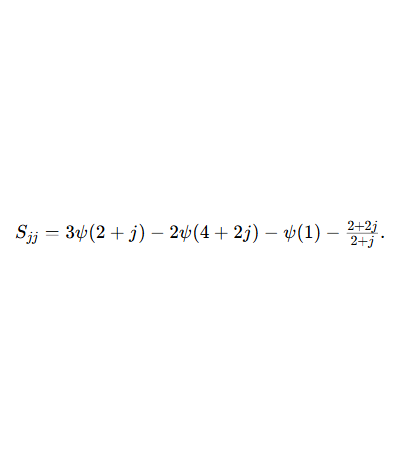 $S_{jj} = 3\psi(2+j) - 2\psi(4+2j) - \psi(1) - \frac{2+2j}{2+j}.$